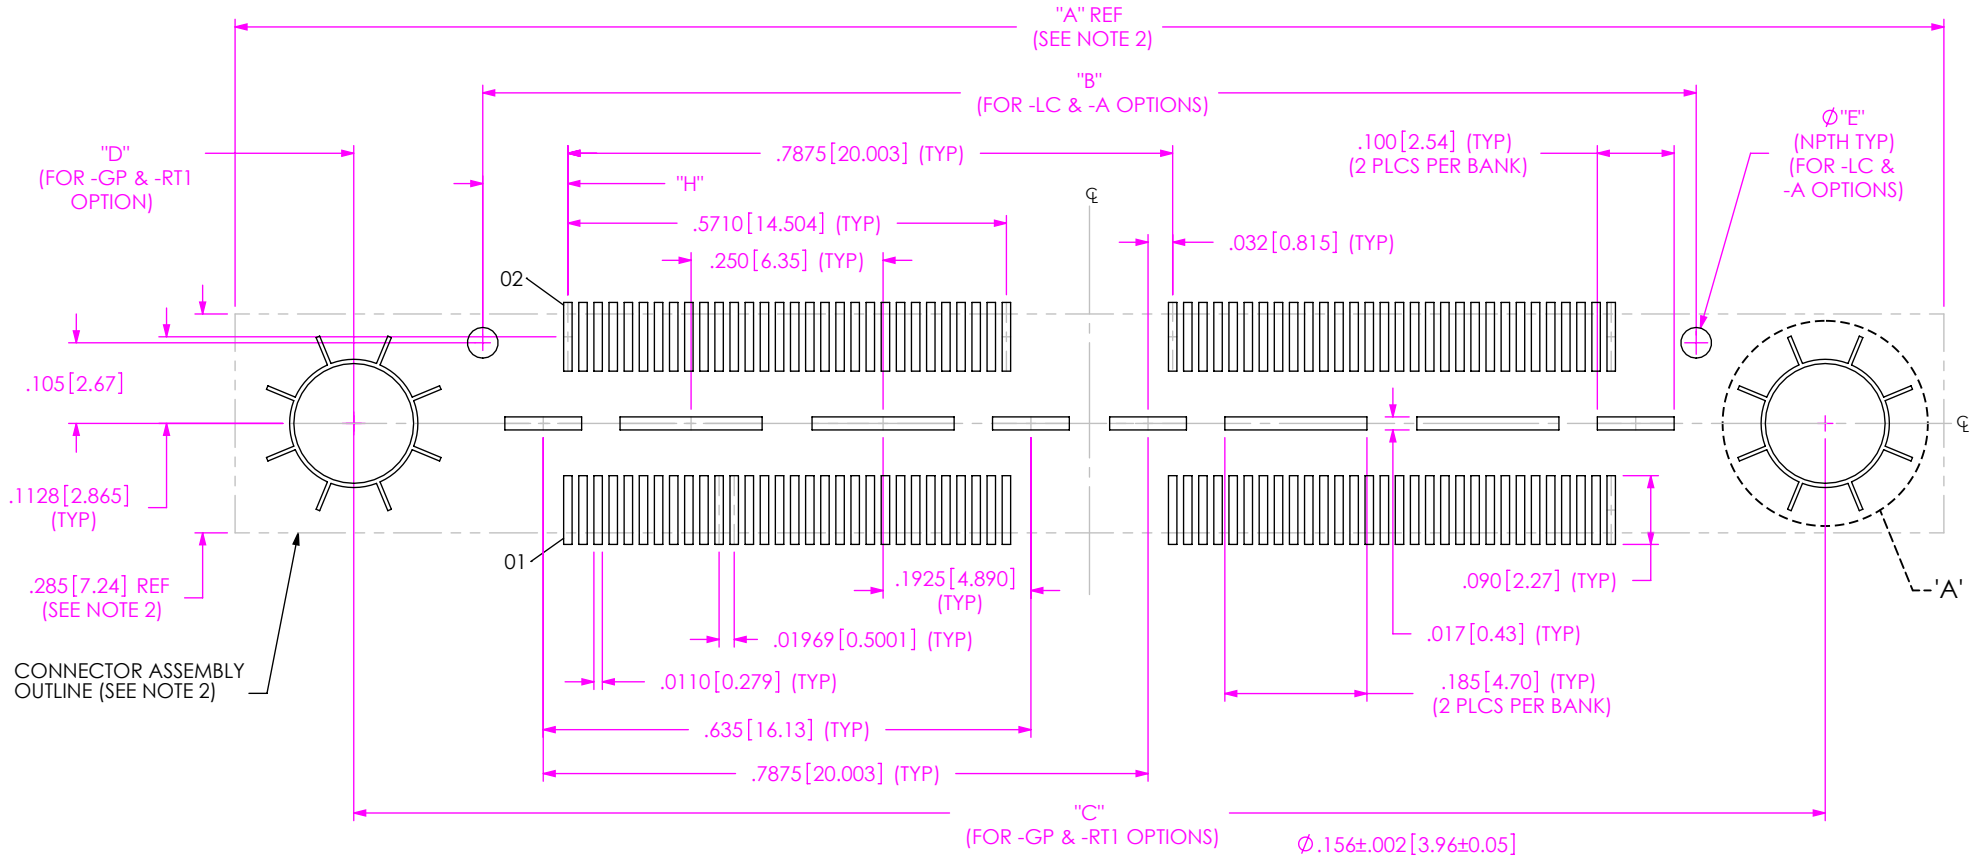 "A" REF
(SEE NOTE 2)
"B"
(FOR -LC & -A OPTIONS)
"D"
(FOR -GP & -RT1
OPTION)
.7875[20.003] (TYP)
.100[2.54] (TYP)
(2 PLCS PER BANK)
Ø"E"
(NPTH TYP)
(FOR -LC &
-A OPTIONS)
"H"
℄
.5710[14.504] (TYP)
.032[0.815] (TYP)
.250[6.35] (TYP)
02
.105[2.67]
℄
.1128[2.865]
(TYP)
01
.285[7.24] REF
(SEE NOTE 2)
.1925[4.890]
(TYP)
.090[2.27] (TYP)
'A'
.01969[0.5001] (TYP)
.017[0.43] (TYP)
CONNECTOR ASSEMBLY
OUTLINE (SEE NOTE 2)
.0110[0.279] (TYP)
.185[4.70] (TYP)
(2 PLCS PER BANK)
.635[16.13] (TYP)
.7875[20.003] (TYP)
"C"
(FOR -GP & -RT1 OPTIONS)
Ø.156±.002[3.96±0.05]